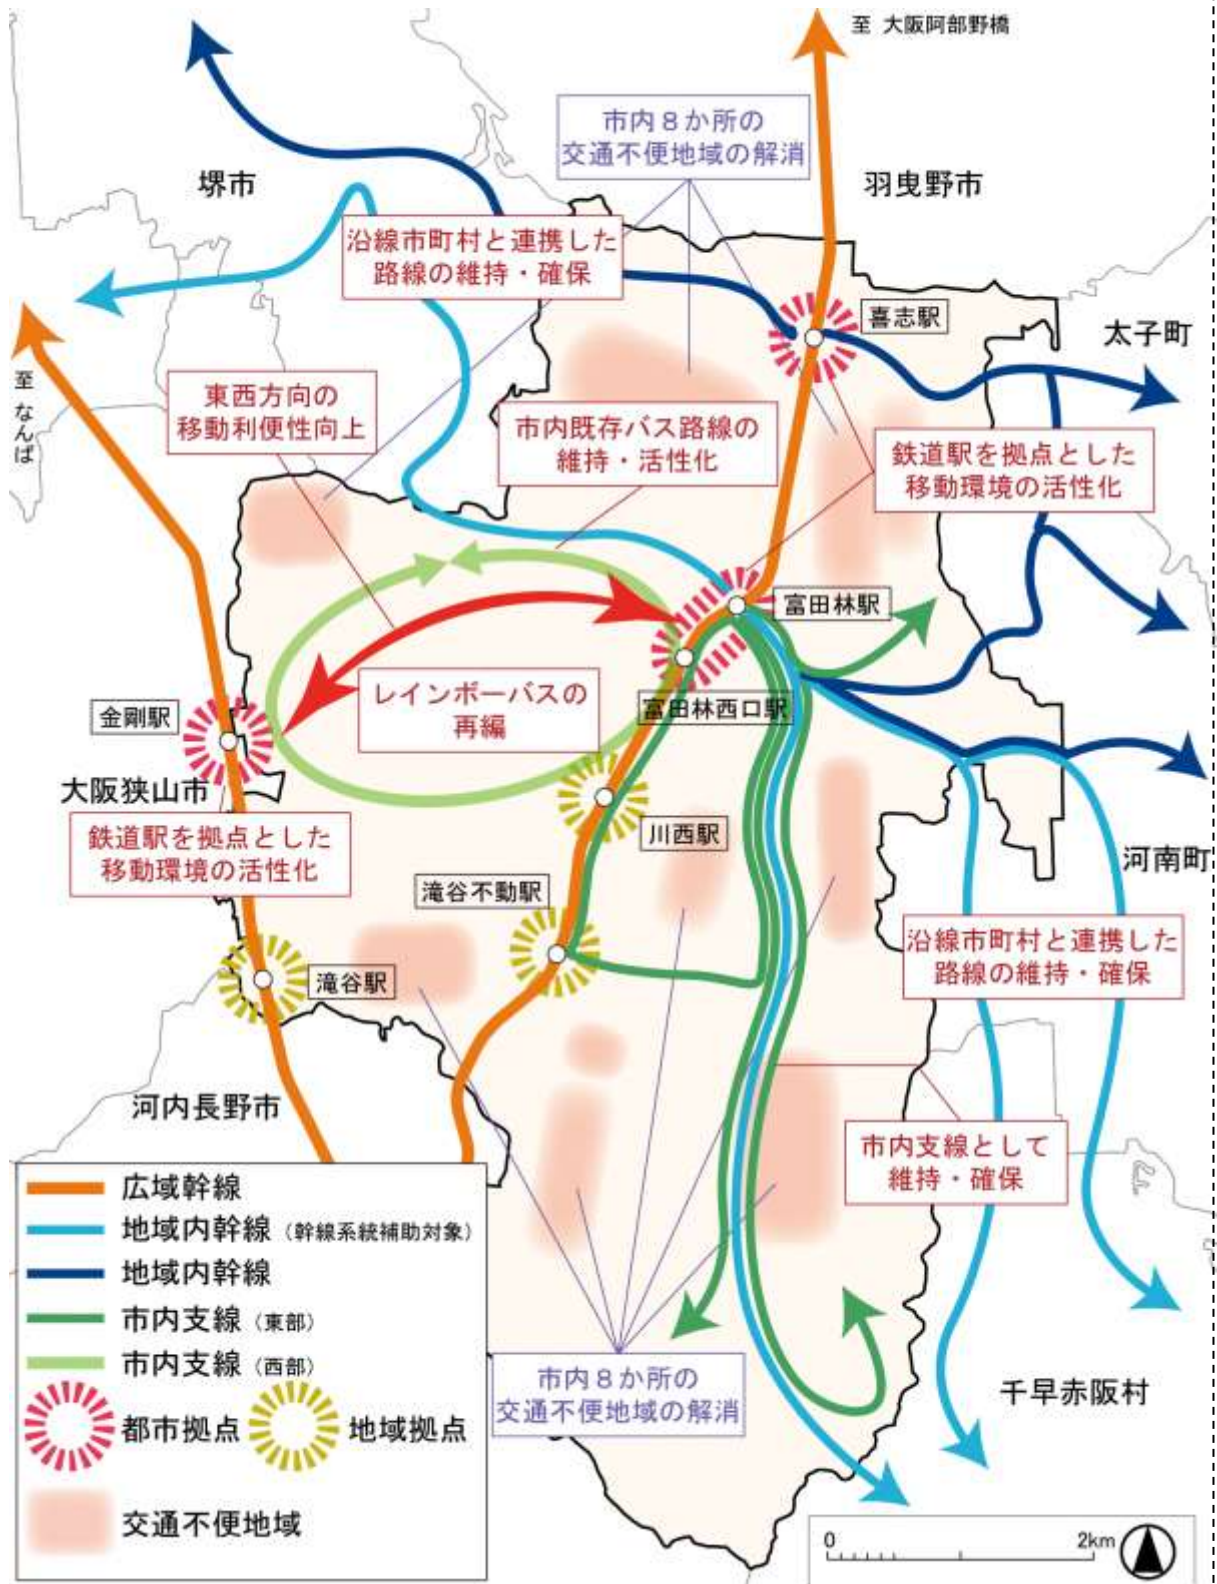 至 大阪阿部野橋
市内８か所の
交通不便地域の解消
堺市
羽曳野市
沿線市町村と連携した
路線の維持・確保
喜志駅
太子町
至 なんば
東西方向の
移動利便性向上
市内既存バス路線の
維持・活性化
鉄道駅を拠点とした
移動環境の活性化
富田林駅
レインボーバスの
再編
富田林西口駅
金剛駅
大阪狭山市
鉄道駅を拠点とした
移動環境の活性化
川西駅
河南町
滝谷不動駅
沿線市町村と連携した
路線の維持・確保
滝谷駅
河内長野市
市内支線として
維持・確保
広域幹線
地域内幹線（幹線系統補助対象）
地域内幹線
市内支線（東部）
市内支線（西部）
都市拠点
地域拠点
交通不便地域
市内８か所の
交通不便地域の解消
千早赤阪村
0 2km